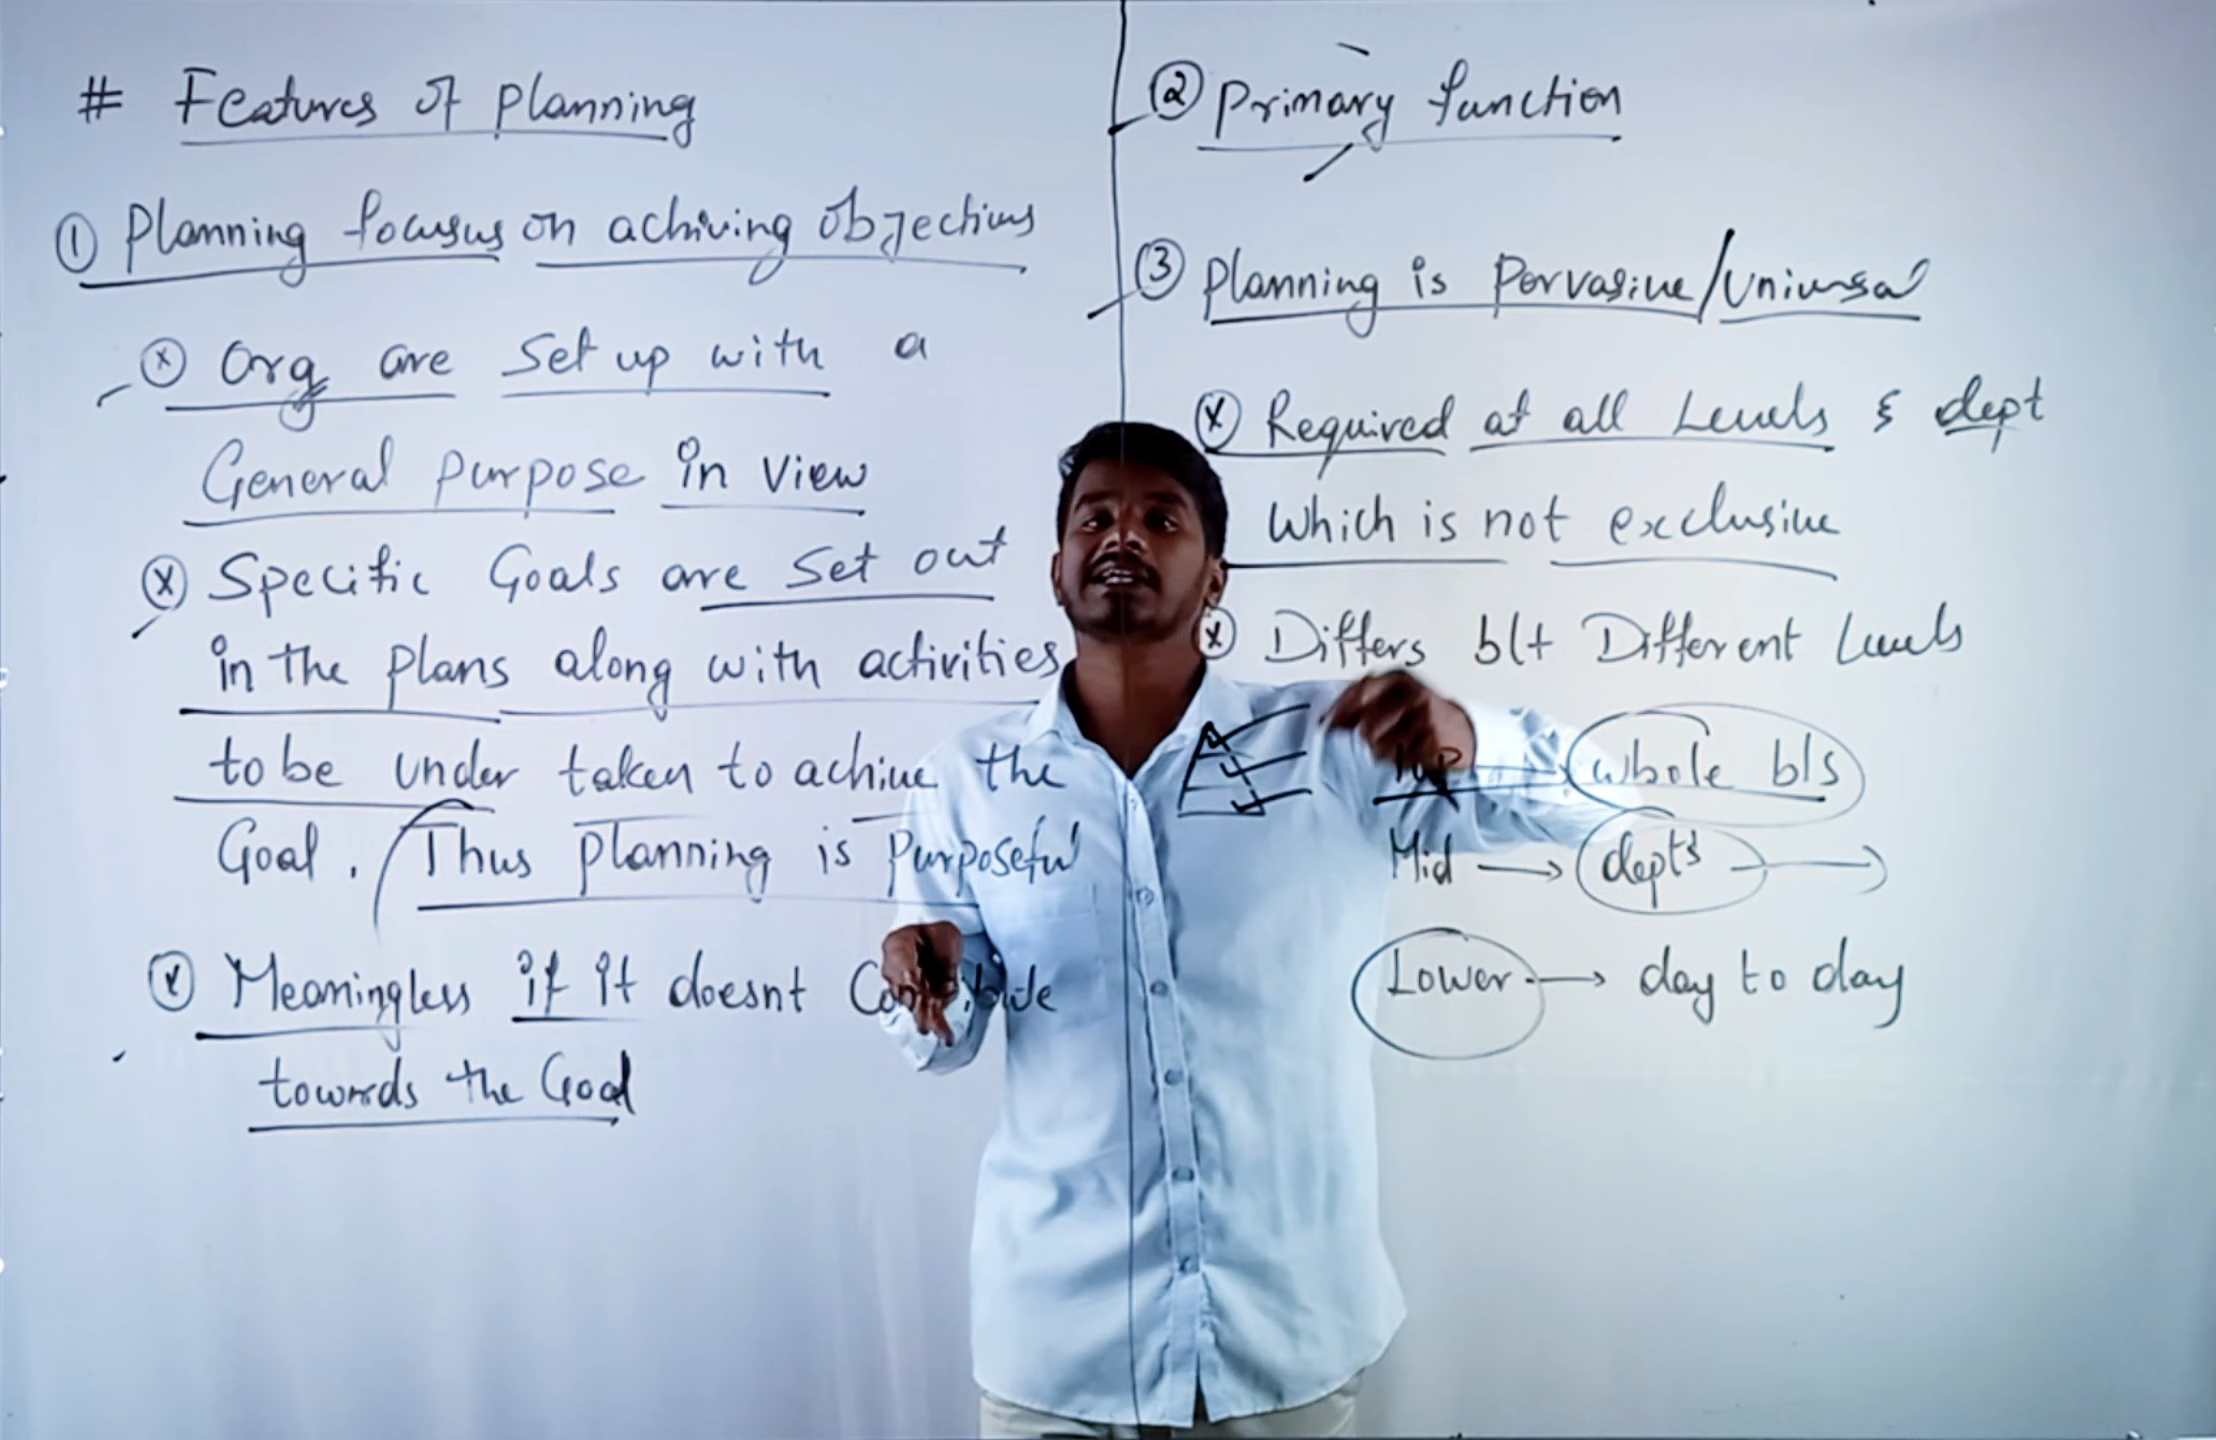 # Features of planning
① Planning focusus on achiving objectives
ⓧ Org are set up with a
General purpose in view
ⓧ Specific Goals are set out
in the plans along with activities
to be under taken to achive the
Goal. Thus planning is purposeful
ⓧ Meaningless if it doesnt Contribute
towards the Goal
② Primary function
③ Planning is Pervasive/Universal
ⓧ Required at all Levels & dept
Which is not exclusive
ⓧ Differs b/t Different Levels
Top → whole b/s
Mid → depts →
Lower → day to day